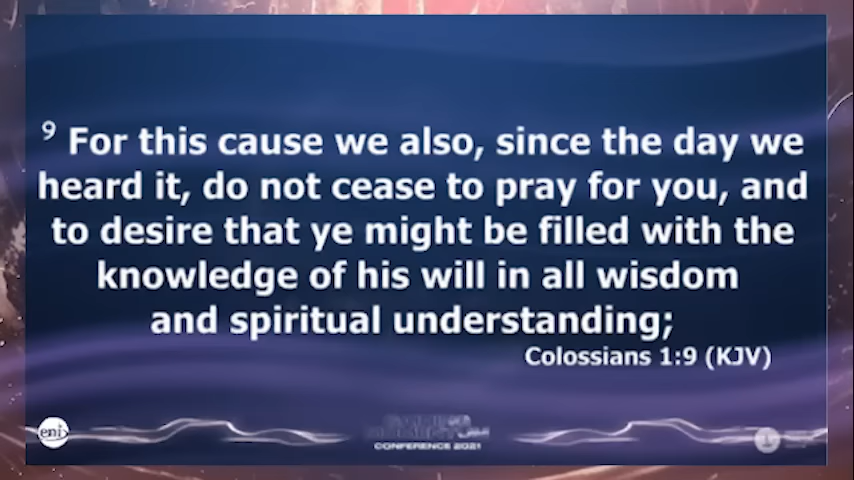 9 For this cause we also, since the day we
heard it, do not cease to pray for you, and
to desire that ye might be filled with the
knowledge of his will in all wisdom
and spiritual understanding;
Colossians 1:9 (KJV)
eni
CONFERENCE 2021